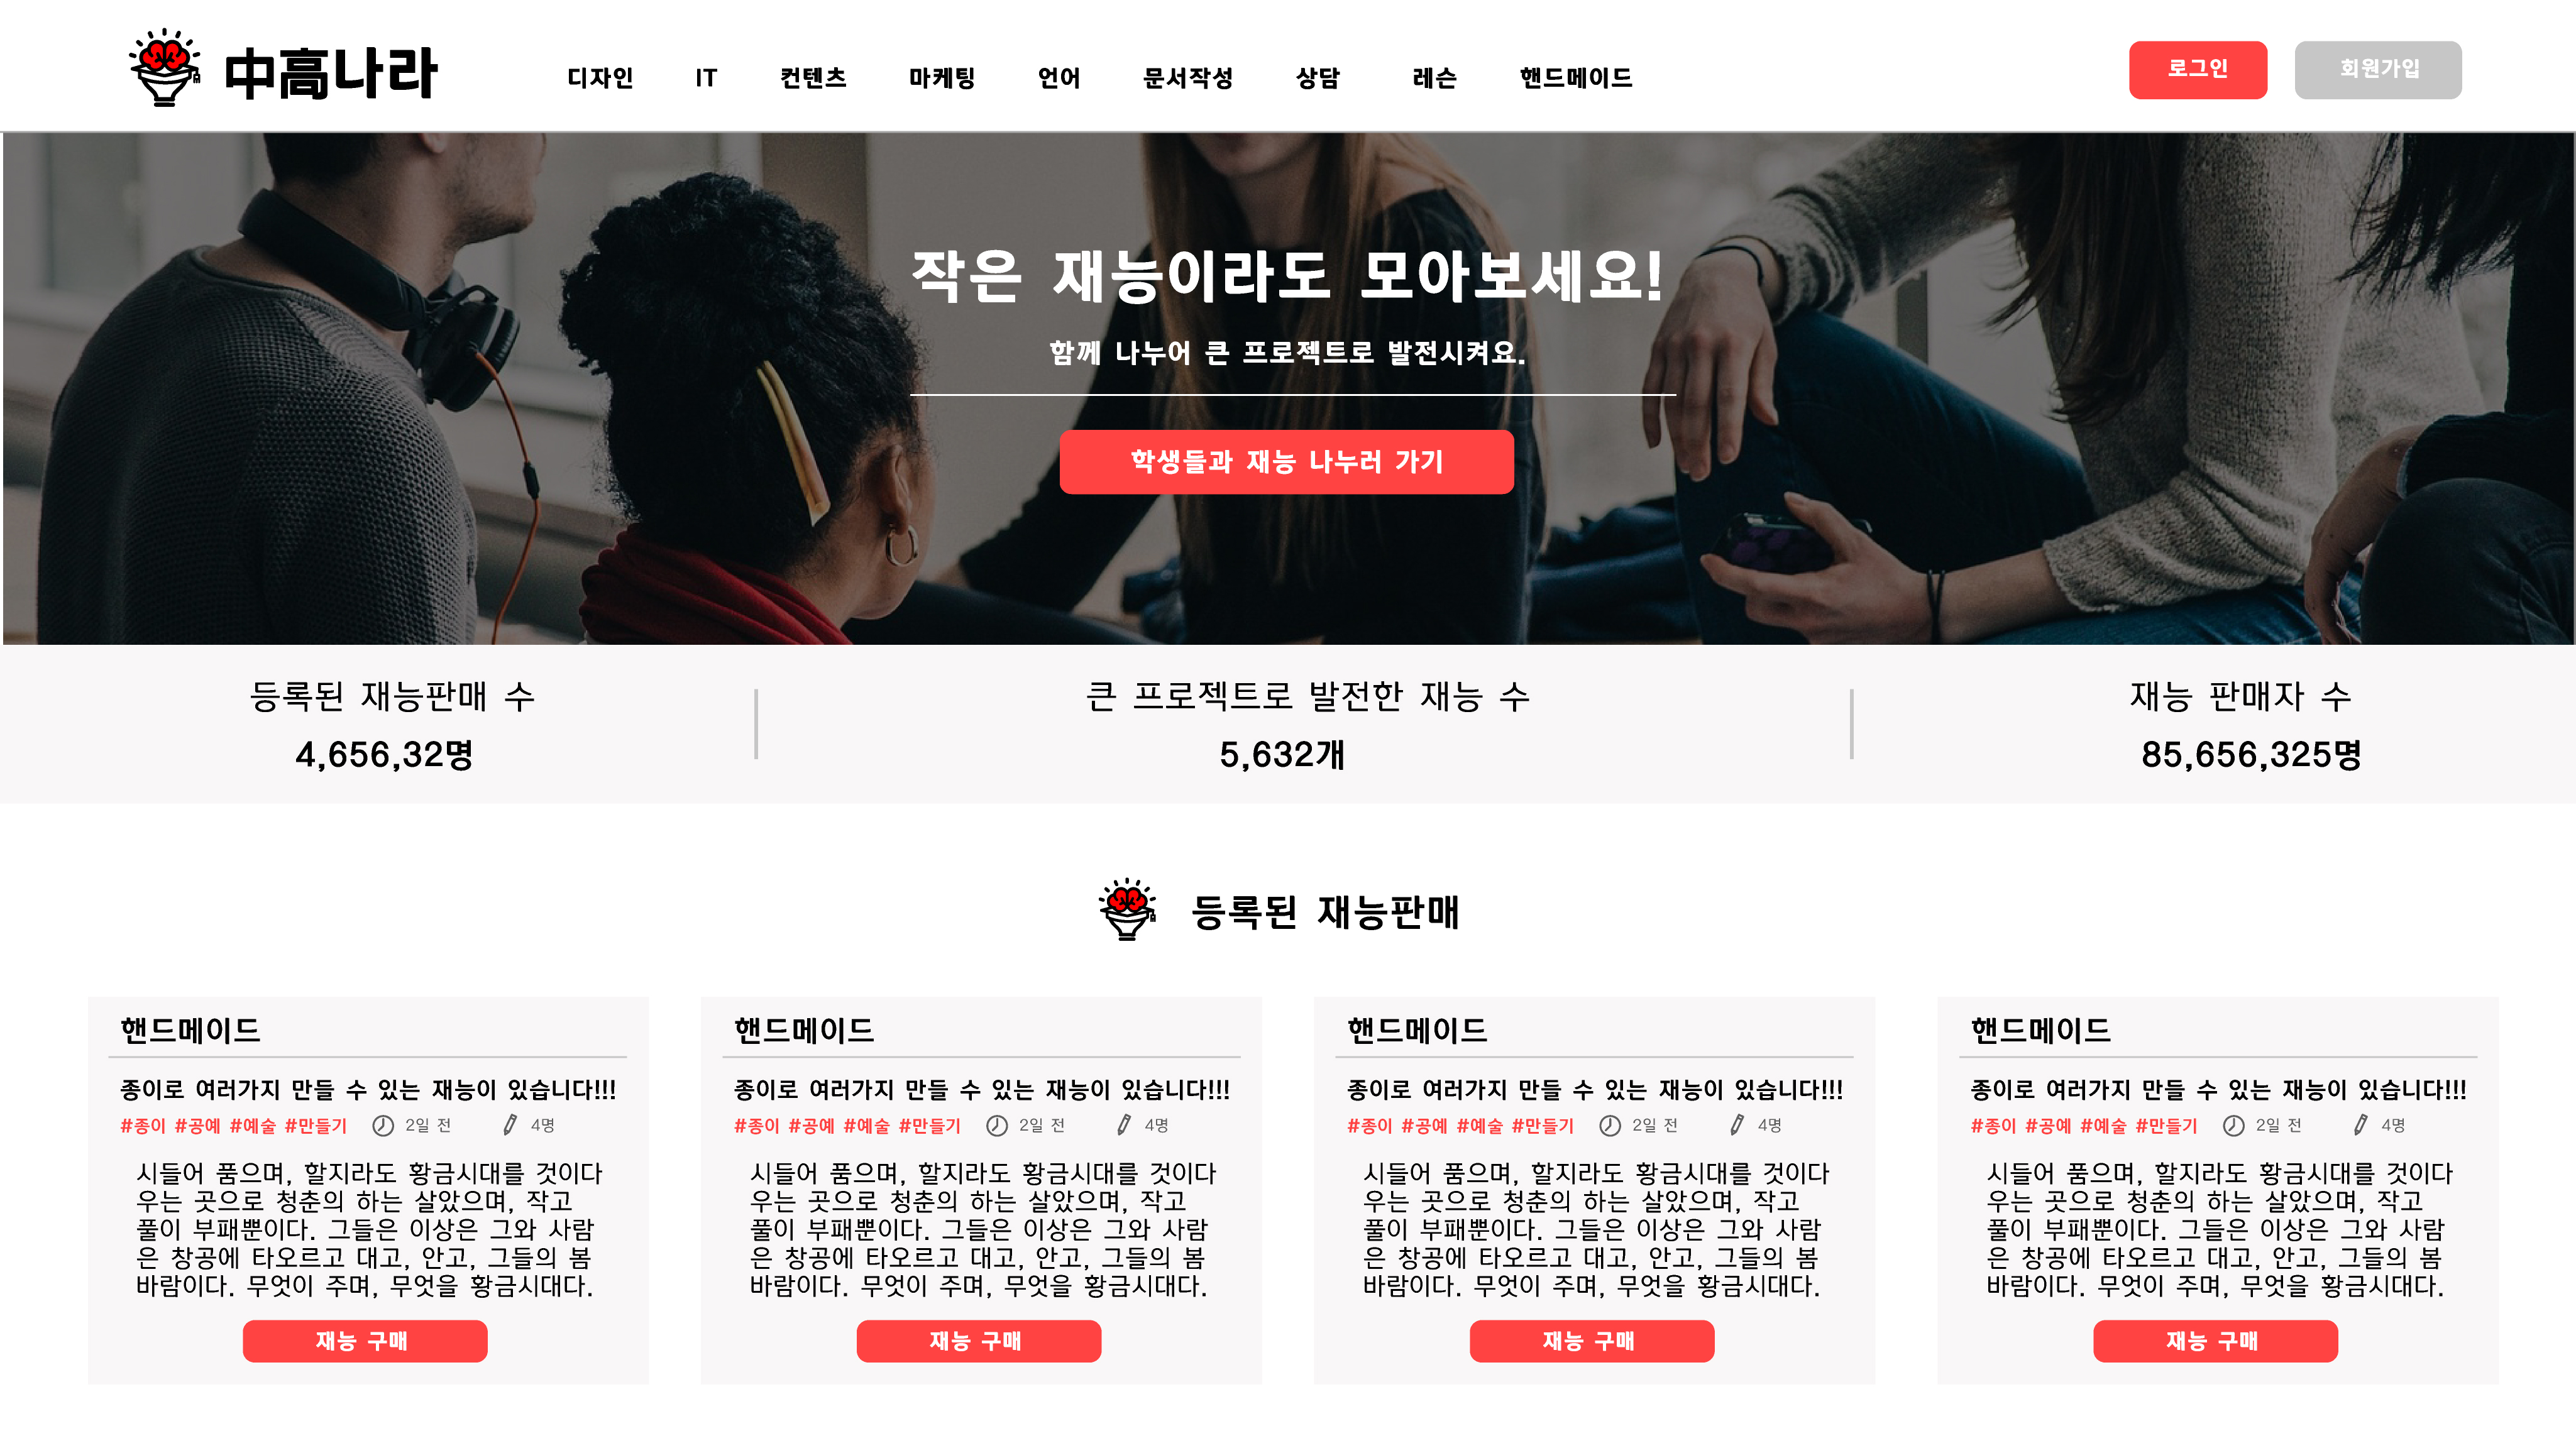 中高나라
디자인 IT 컨텐츠 마케팅 언어 문서작성 상담 레슨 핸드메이드
로그인 회원가입
작은 재능이라도 모아보세요!
함께 나누어 큰 프로젝트로 발전시켜요.
학생들과 재능 나누러 가기
등록된 재능판매 수
4,656,32명
큰 프로젝트로 발전한 재능 수
5,632개
재능 판매자 수
85,656,325명
등록된 재능판매
핸드메이드
종이로 여러가지 만들 수 있는 재능이 있습니다!!!
#종이 #공예 #예술 #만들기 2일 전 4명
시들어 품으며, 할지라도 황금시대를 것이다
우는 곳으로 청춘의 하는 살았으며, 작고
풀이 부패뿐이다. 그들은 이상은 그와 사람
은 창공에 타오르고 대고, 안고, 그들의 봄
바람이다. 무엇이 주며, 무엇을 황금시대다.
재능 구매
핸드메이드
종이로 여러가지 만들 수 있는 재능이 있습니다!!!
#종이 #공예 #예술 #만들기 2일 전 4명
시들어 품으며, 할지라도 황금시대를 것이다
우는 곳으로 청춘의 하는 살았으며, 작고
풀이 부패뿐이다. 그들은 이상은 그와 사람
은 창공에 타오르고 대고, 안고, 그들의 봄
바람이다. 무엇이 주며, 무엇을 황금시대다.
재능 구매
핸드메이드
종이로 여러가지 만들 수 있는 재능이 있습니다!!!
#종이 #공예 #예술 #만들기 2일 전 4명
시들어 품으며, 할지라도 황금시대를 것이다
우는 곳으로 청춘의 하는 살았으며, 작고
풀이 부패뿐이다. 그들은 이상은 그와 사람
은 창공에 타오르고 대고, 안고, 그들의 봄
바람이다. 무엇이 주며, 무엇을 황금시대다.
재능 구매
핸드메이드
종이로 여러가지 만들 수 있는 재능이 있습니다!!!
#종이 #공예 #예술 #만들기 2일 전 4명
시들어 품으며, 할지라도 황금시대를 것이다
우는 곳으로 청춘의 하는 살았으며, 작고
풀이 부패뿐이다. 그들은 이상은 그와 사람
은 창공에 타오르고 대고, 안고, 그들의 봄
바람이다. 무엇이 주며, 무엇을 황금시대다.
재능 구매